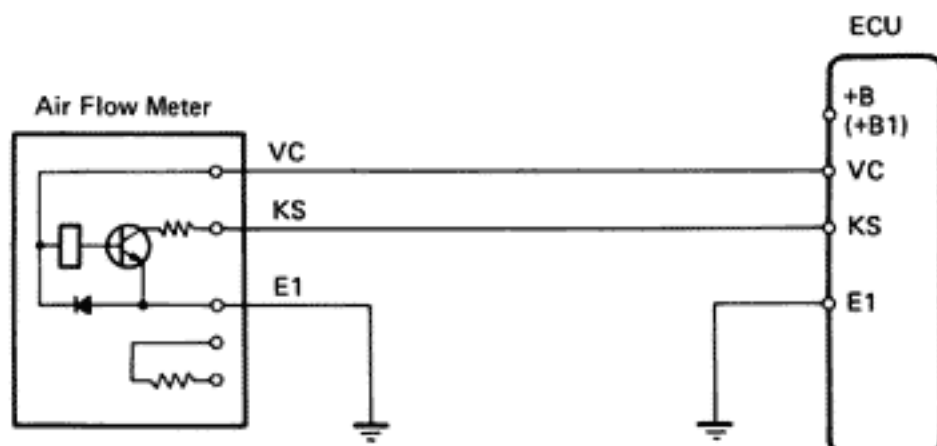 ECU
Air Flow Meter
+B
(+B1)
VC
VC
KS
KS
E1
E1